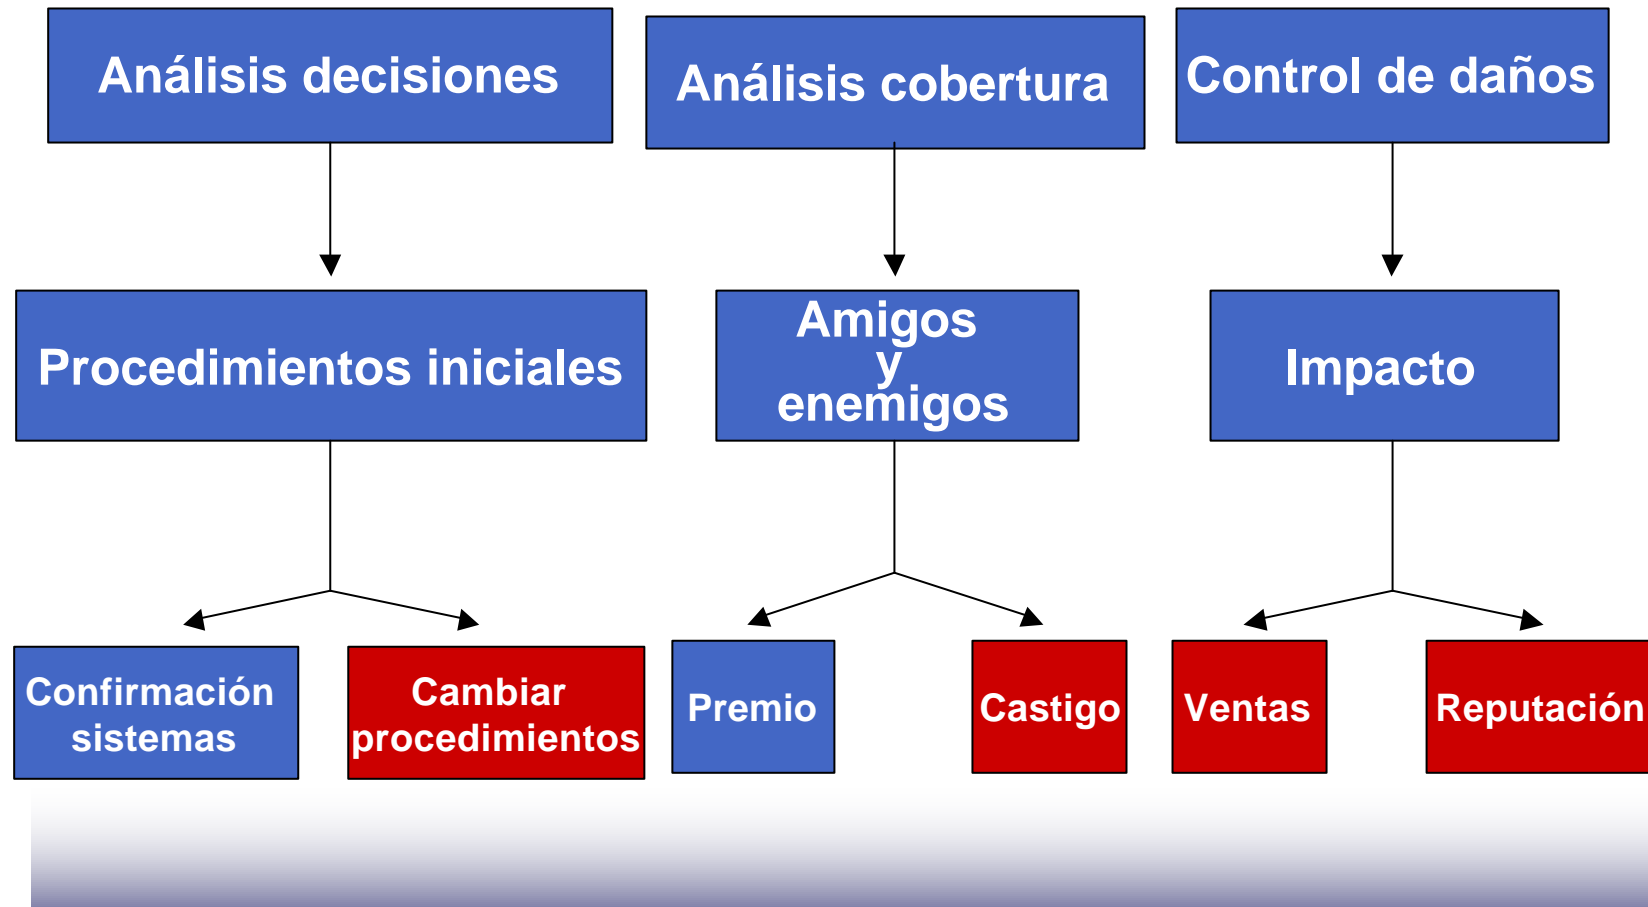 Análisis decisiones
Análisis cobertura
Control de daños
Procedimientos iniciales
Amigos
y
enemigos
Impacto
Confirmación
sistemas
Cambiar
procedimientos
Premio
Castigo
Ventas
Reputación